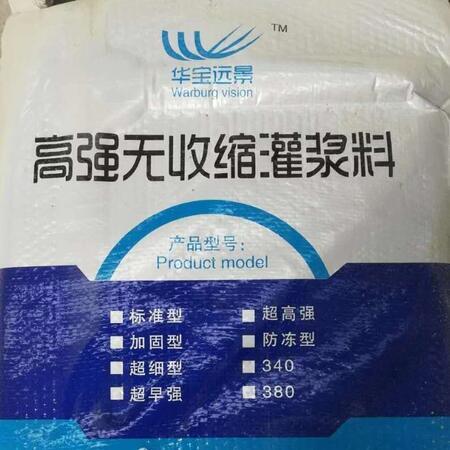 TM
华宝远景
Warburg vision
高强无收缩灌浆料
产品型号:
Product model
标准型 超高强
加固型 防冻型
超细型 340
超早强 380